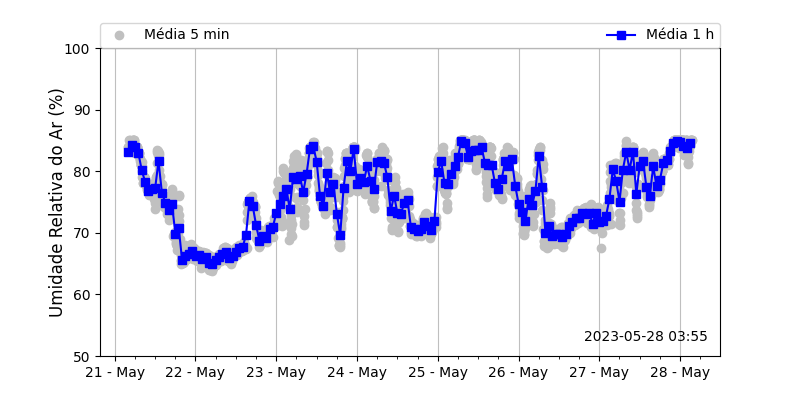 Média 5 min
Média 1 h
100
90
80
70
60
50
Umidade Relativa do Ar (%)
2023-05-28 03:55
21 - May
22 - May
23 - May
24 - May
25 - May
26 - May
27 - May
28 - May